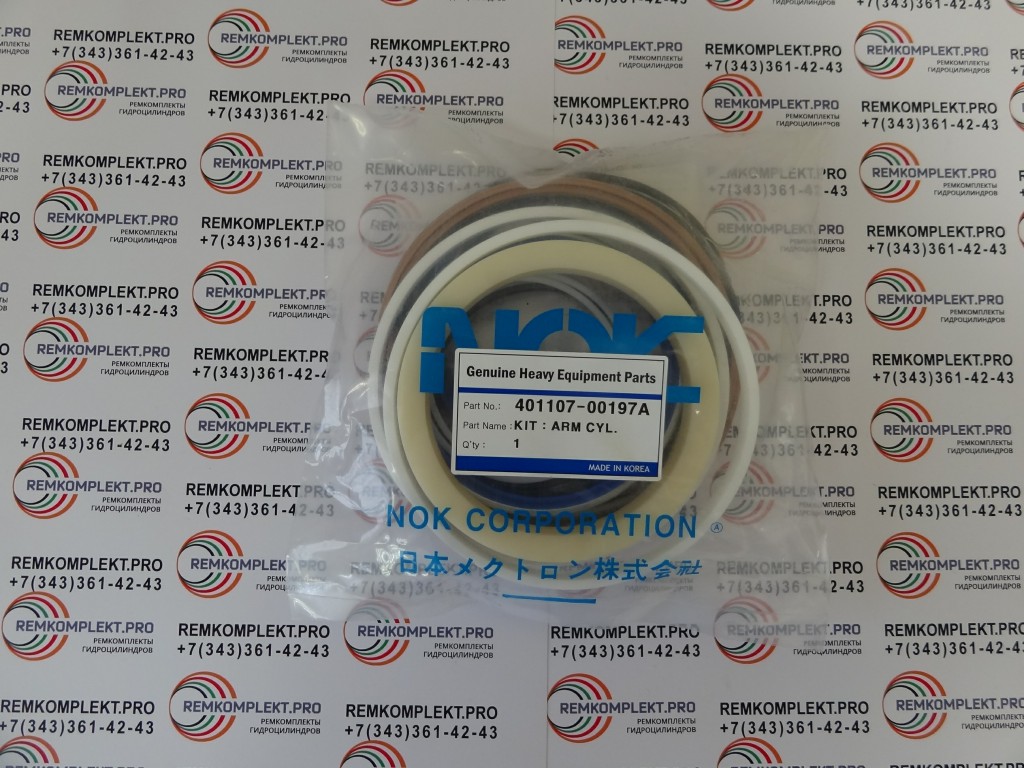 REMKOMPLEKT.PRO
+7(343)361-42-43
REMKOMPLEKT.PRO
РЕМКОМПЛЕКТЫ
ГИДРОЦИЛИНДРОВ
NOK
Genuine Heavy Equipment Parts
Part No.: 401107-00197A
Part Name : KIT : ARM CYL.
Q'ty : 1
MADE IN KOREA
NOK CORPORATION ®
日本メクトロン株式会社